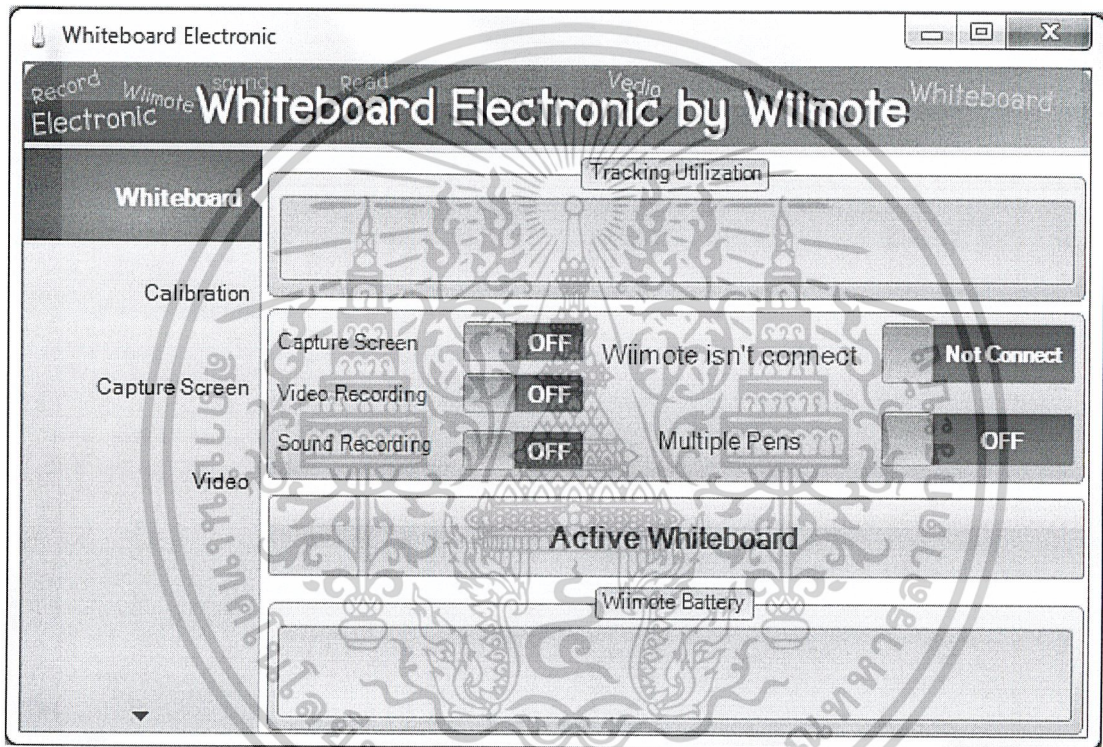 Whiteboard Electronic
Record Wiimote sound Read Vedio Whiteboard
Electronic
Whiteboard Electronic by Wiimote
Whiteboard
Calibration
Capture Screen
Video
Tracking Utilization
Capture Screen OFF
Video Recording OFF
Sound Recording OFF
Wiimote isn't connect Not Connect
Multiple Pens OFF
Active Whiteboard
Wiimote Battery